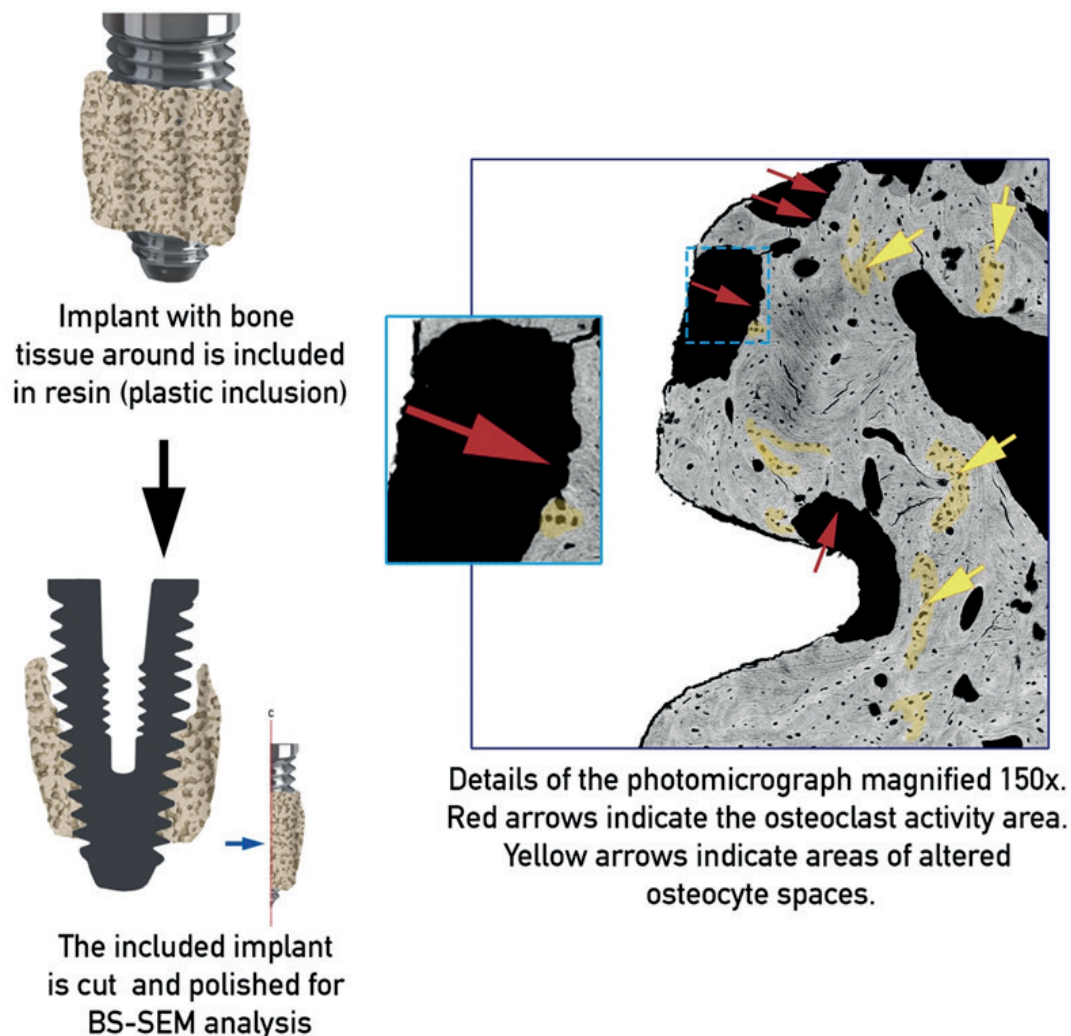 Implant with bone
tissue around is included
in resin (plastic inclusion)
c
The included implant
is cut and polished for
BS-SEM analysis
Details of the photomicrograph magnified 150x.
Red arrows indicate the osteoclast activity area.
Yellow arrows indicate areas of altered
osteocyte spaces.